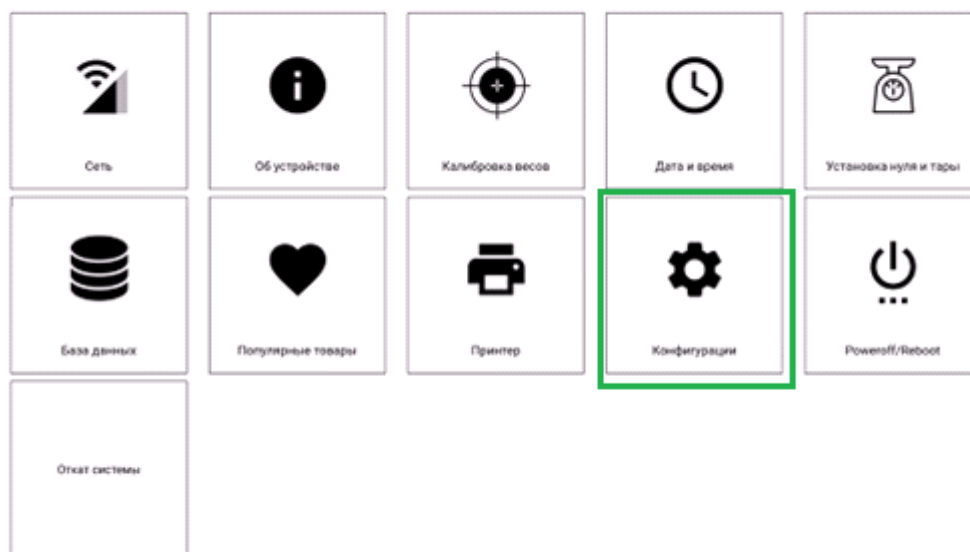 Сеть
Об устройстве
Калибровка весов
Дата и время
Установка нуля и тары
База данных
Популярные товары
Принтер
Конфигурации
Poweroff/Reboot
Откат системы